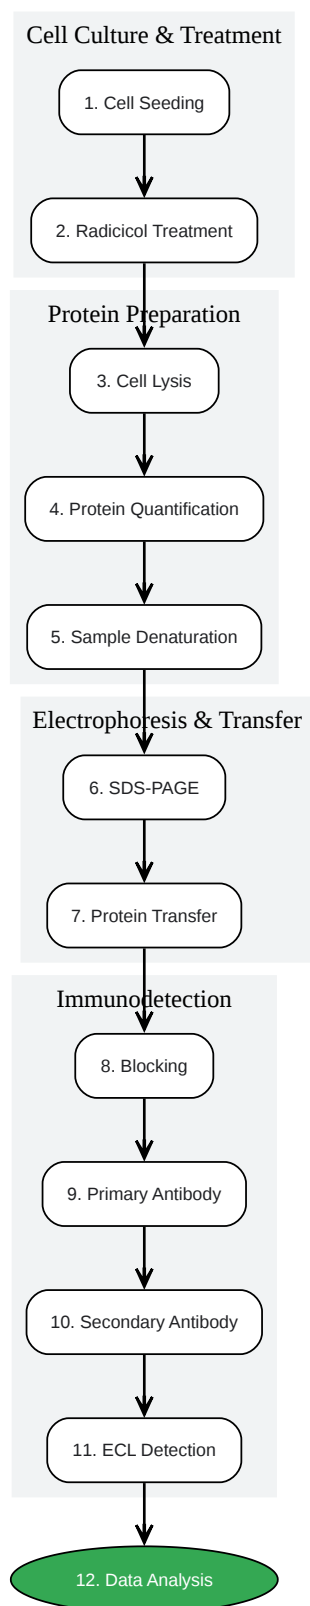 Cell Culture & Treatment
1. Cell Seeding
2. Radicicol Treatment
Protein Preparation
3. Cell Lysis
4. Protein Quantification
5. Sample Denaturation
Electrophoresis & Transfer
6. SDS-PAGE
7. Protein Transfer
Immunodetection
8. Blocking
9. Primary Antibody
10. Secondary Antibody
11. ECL Detection
12. Data Analysis